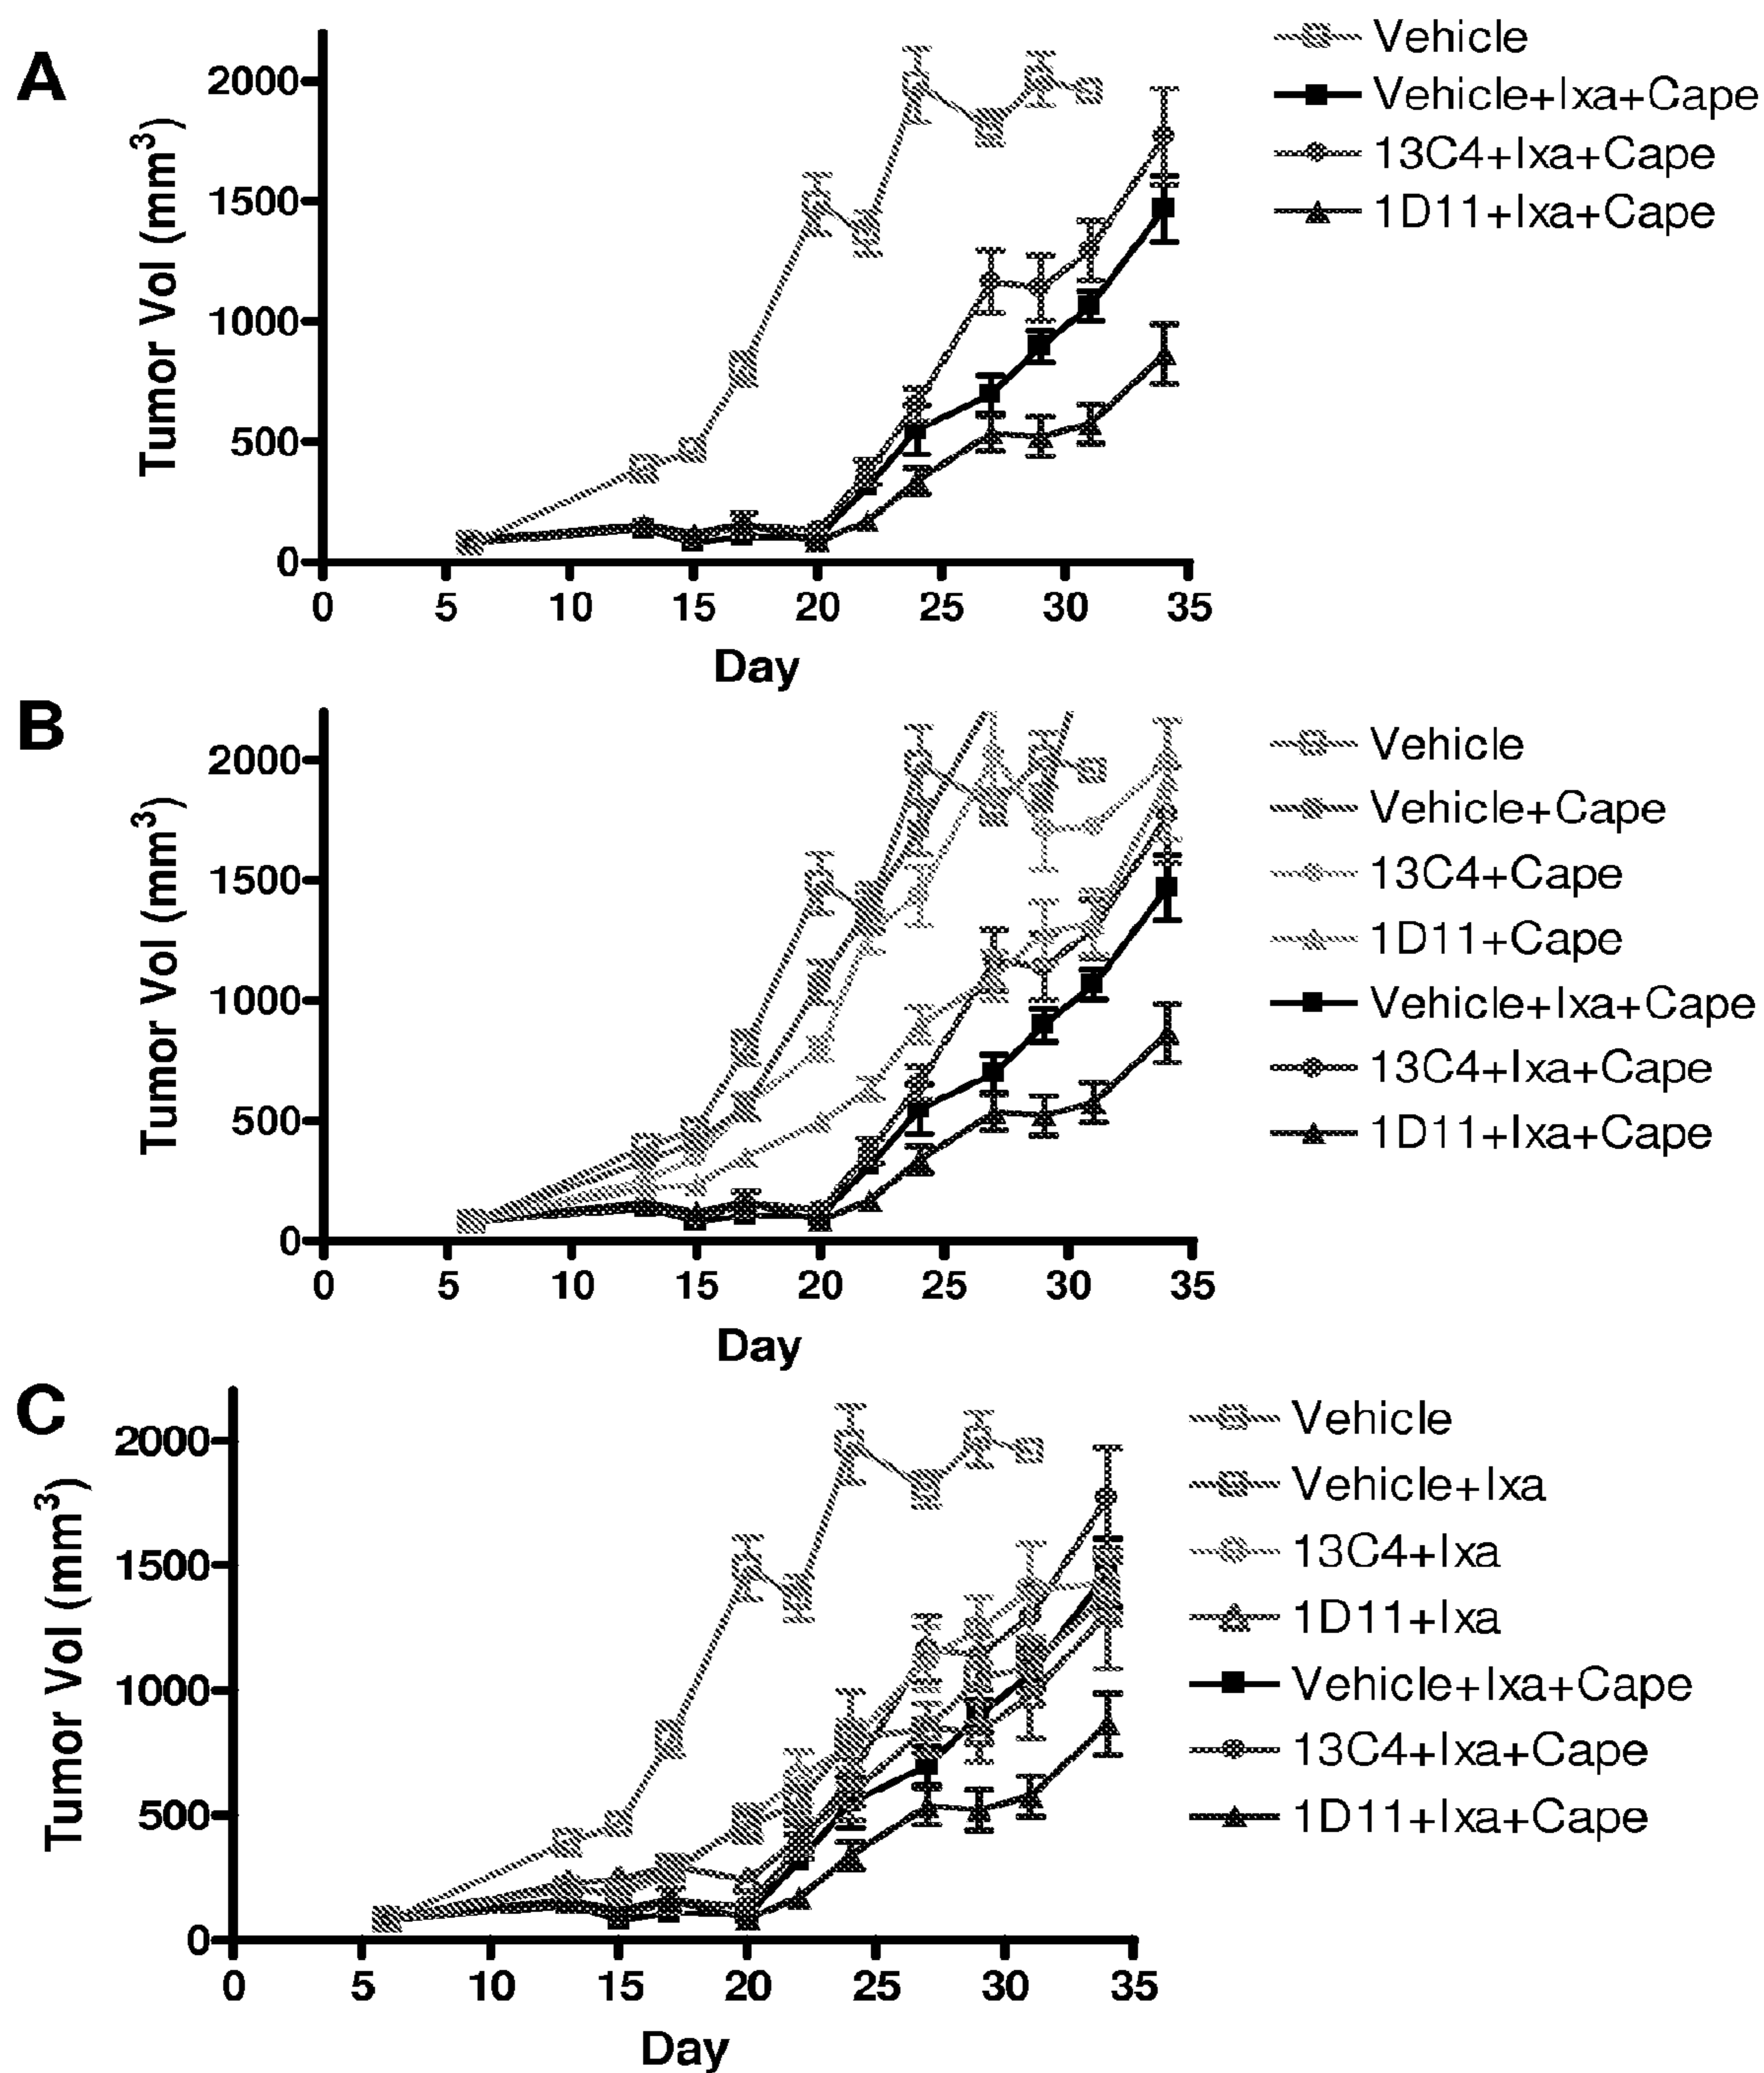 A
Tumor Vol (mm³)
2000
1500
1000
500
0
0 5 10 15 20 25 30 35
Day
Vehicle
Vehicle+Ixa+Cape
13C4+Ixa+Cape
1D11+Ixa+Cape
B
Tumor Vol (mm³)
2000
1500
1000
500
0
0 5 10 15 20 25 30 35
Day
Vehicle
Vehicle+Cape
13C4+Cape
1D11+Cape
Vehicle+Ixa+Cape
13C4+Ixa+Cape
1D11+Ixa+Cape
C
Tumor Vol (mm³)
2000
1500
1000
500
0
0 5 10 15 20 25 30 35
Day
Vehicle
Vehicle+Ixa
13C4+Ixa
1D11+Ixa
Vehicle+Ixa+Cape
13C4+Ixa+Cape
1D11+Ixa+Cape